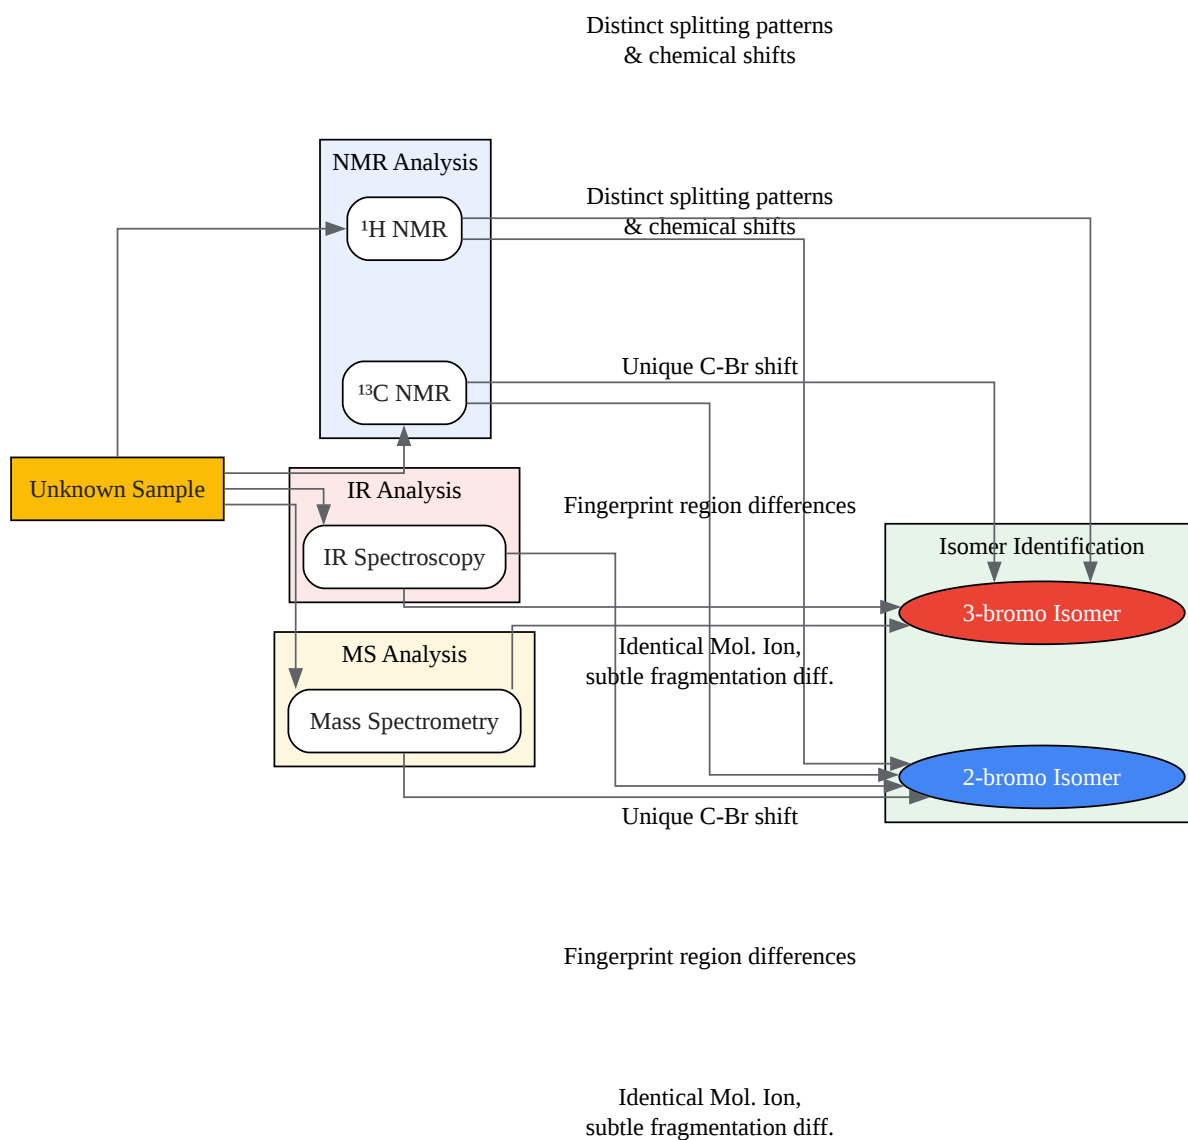 Distinct splitting patterns
& chemical shifts
NMR Analysis
¹H NMR
Distinct splitting patterns
& chemical shifts
¹³C NMR
Unique C-Br shift
Unknown Sample
IR Analysis
IR Spectroscopy
Fingerprint region differences
Isomer Identification
3-bromo Isomer
MS Analysis
Mass Spectrometry
Identical Mol. Ion,
subtle fragmentation diff.
2-bromo Isomer
Unique C-Br shift
Fingerprint region differences
Identical Mol. Ion,
subtle fragmentation diff.